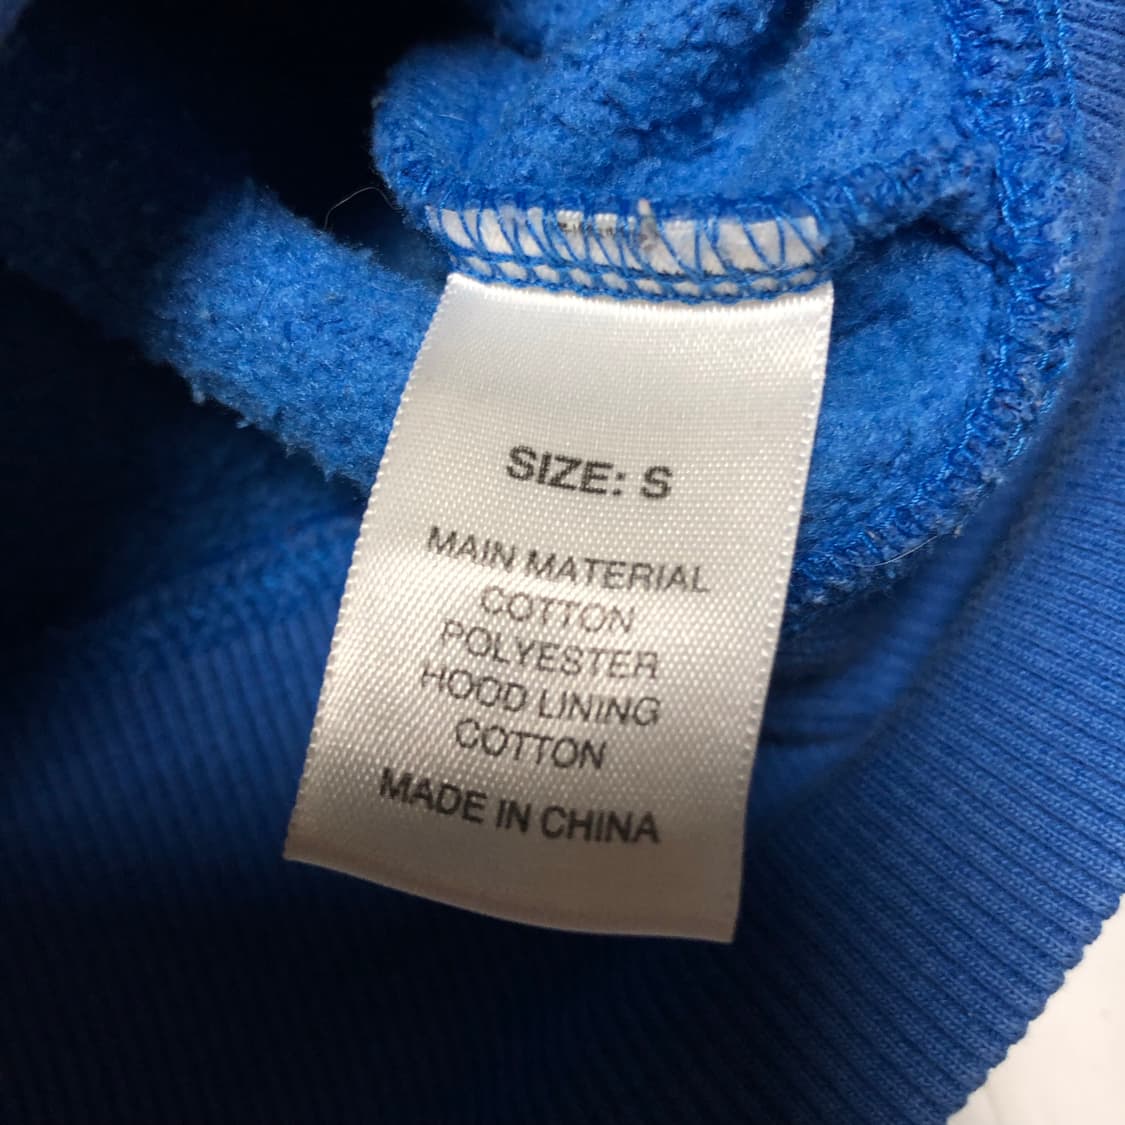 SIZE: S
MAIN MATERIAL
COTTON
POLYESTER
HOOD LINING
COTTON
MADE IN CHINA